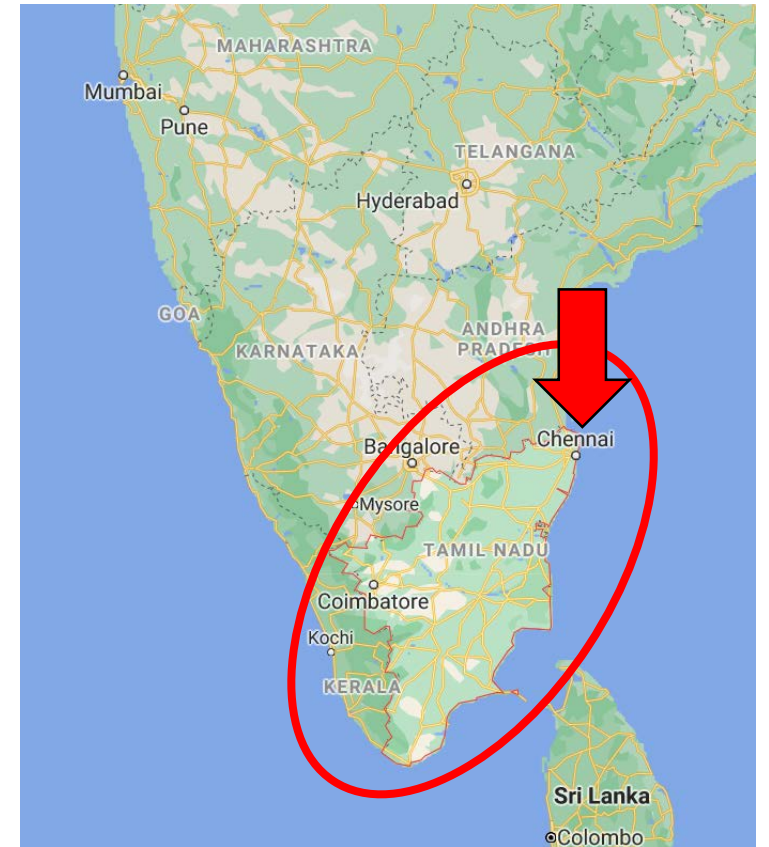 MAHARASHTRA
Mumbai
Pune
TELANGANA
Hyderabad
GOA
ANDHRA
PRADESH
KARNATAKA
Chennai
Bangalore
Mysore
TAMIL NADU
Coimbatore
Kochi
KERALA
Sri Lanka
Colombo